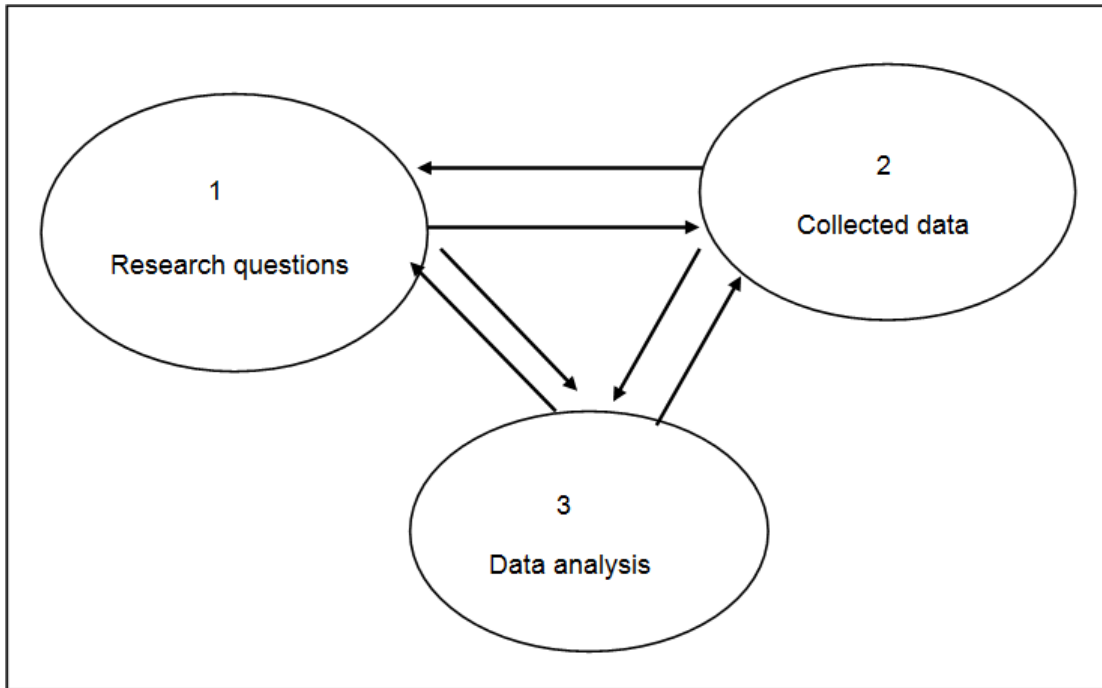 1
Research questions
2
Collected data
3
Data analysis